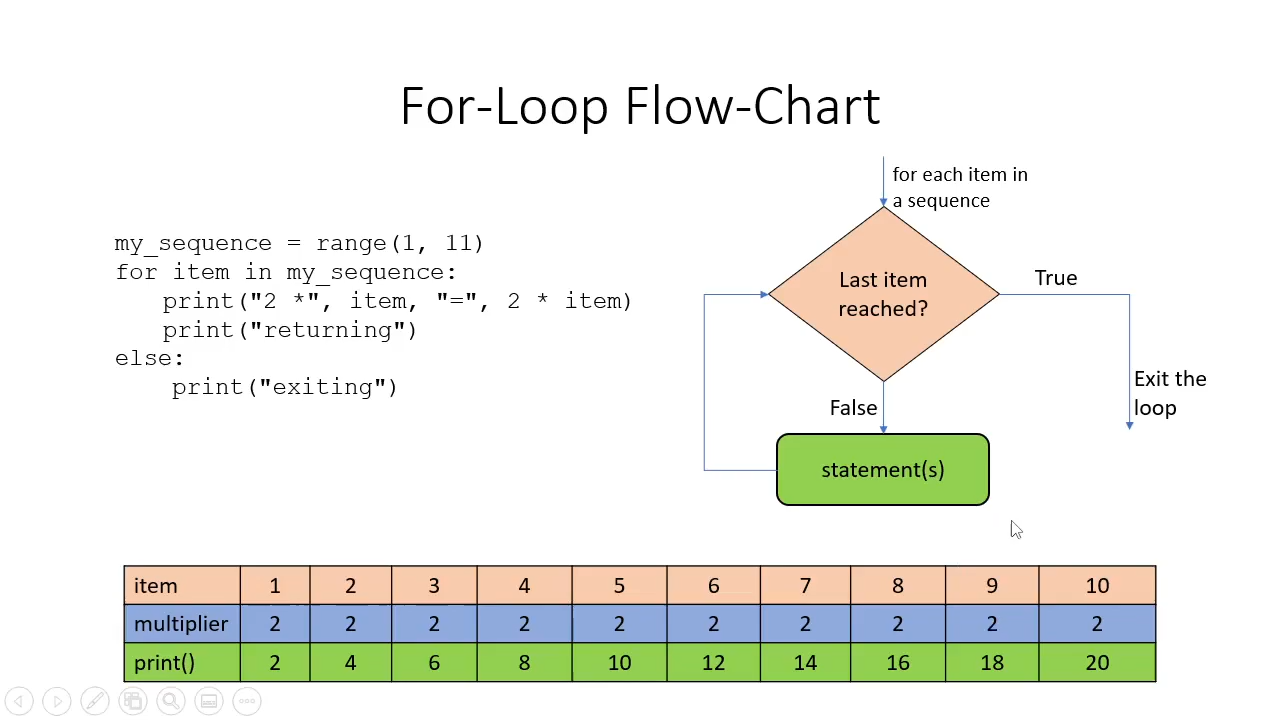 For-Loop Flow-Chart
my_sequence = range(1, 11)
for item in my_sequence:
print("2 *", item, "=", 2 * item)
print("returning")
else:
print("exiting")
for each item in
a sequence
Last item
reached?
True
False
Exit the
loop
statement(s)
item 1 2 3 4 5 6 7 8 9 10
multiplier 2 2 2 2 2 2 2 2 2 2
print() 2 4 6 8 10 12 14 16 18 20